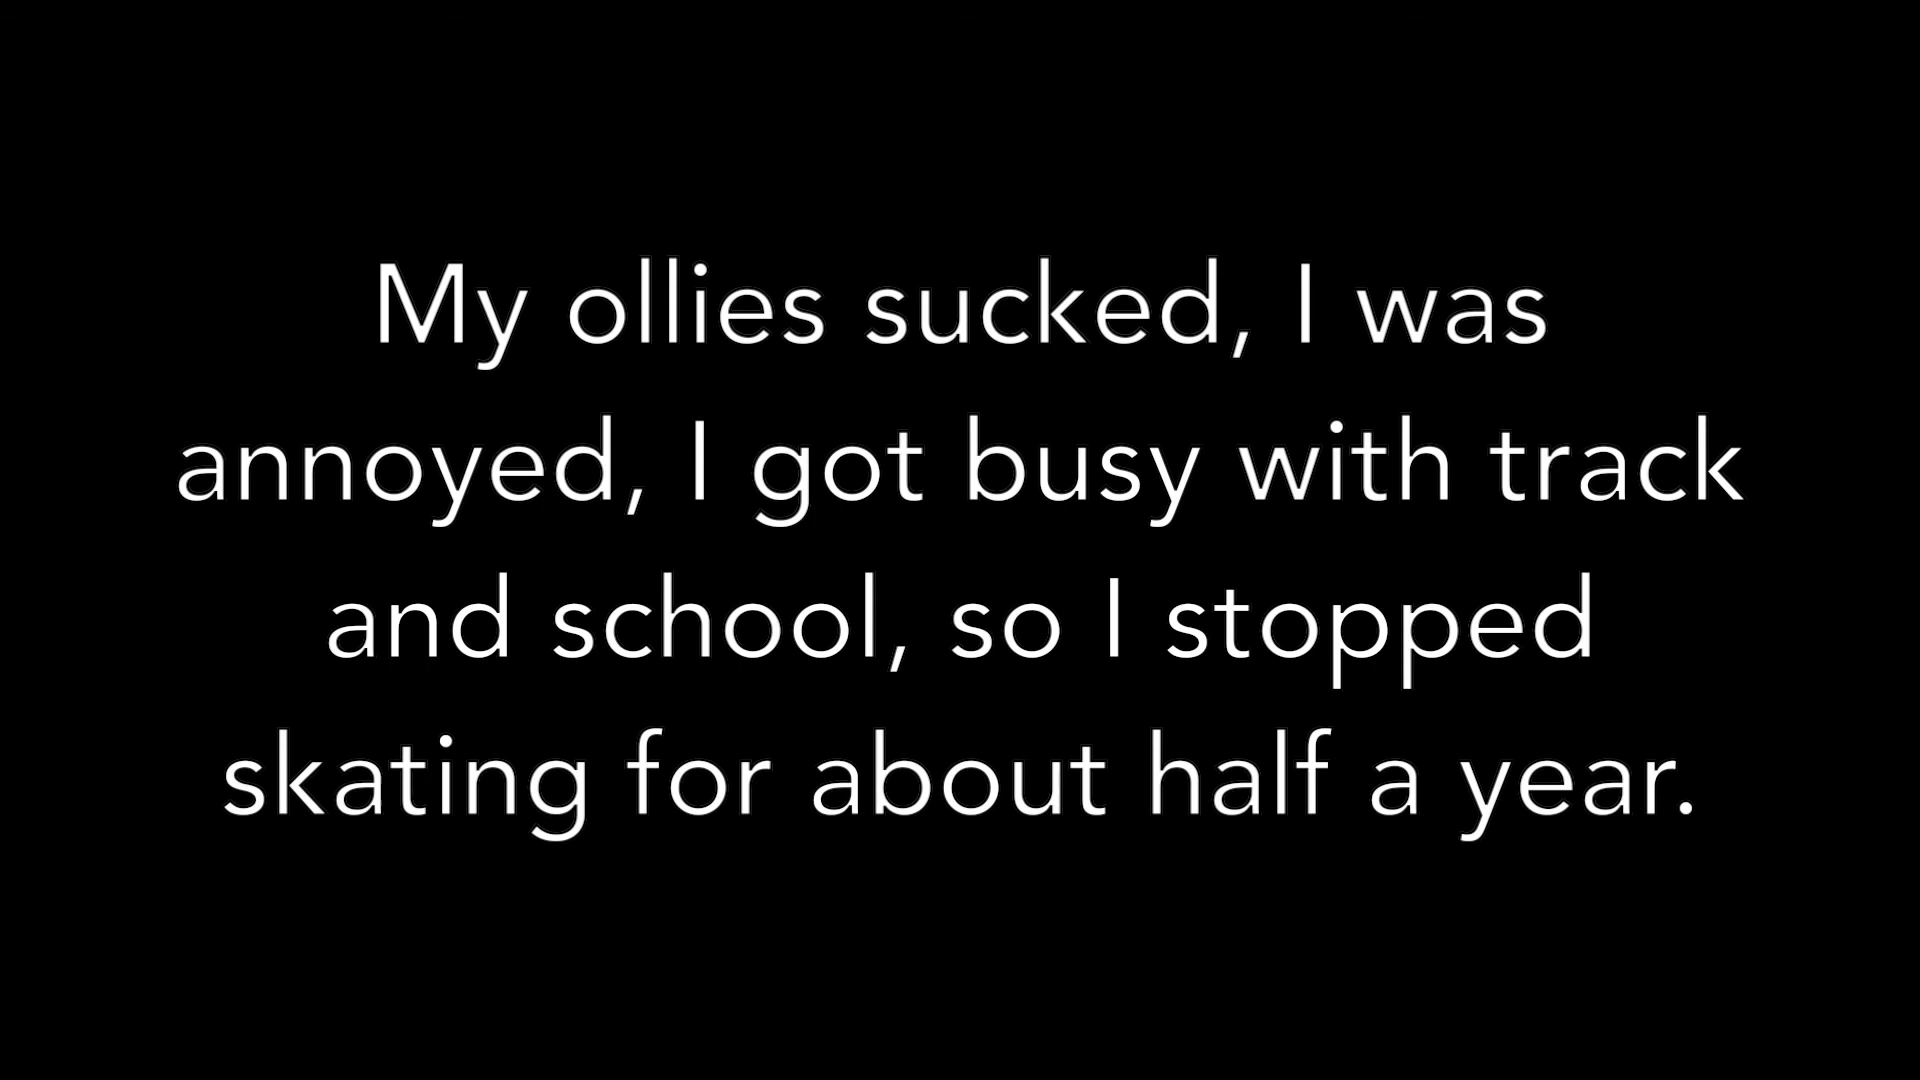 My ollies sucked, I was
annoyed, I got busy with track
and school, so I stopped
skating for about half a year.